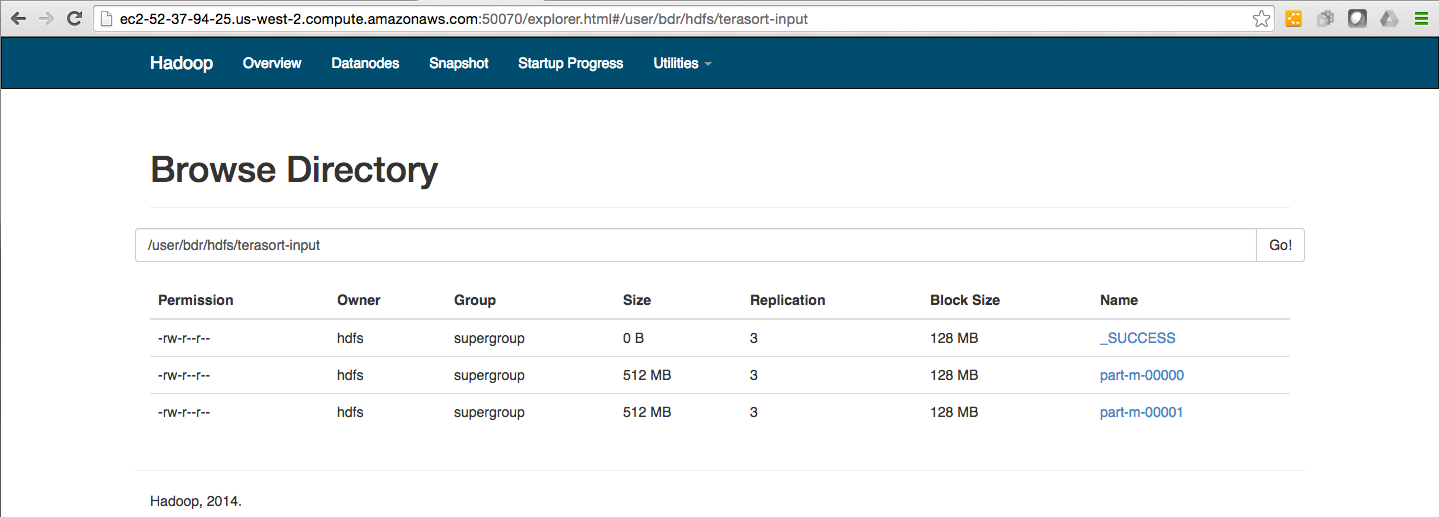 ec2-52-37-94-25.us-west-2.compute.amazonaws.com:50070/explorer.html#/user/bdr/hdfs/terasort-input
Hadoop Overview Datanodes Snapshot Startup Progress Utilities
Browse Directory
/user/bdr/hdfs/terasort-input Go!
Permission Owner Group Size Replication Block Size Name
-rw-r--r-- hdfs supergroup 0 B 3 128 MB _SUCCESS
-rw-r--r-- hdfs supergroup 512 MB 3 128 MB part-m-00000
-rw-r--r-- hdfs supergroup 512 MB 3 128 MB part-m-00001
Hadoop, 2014.